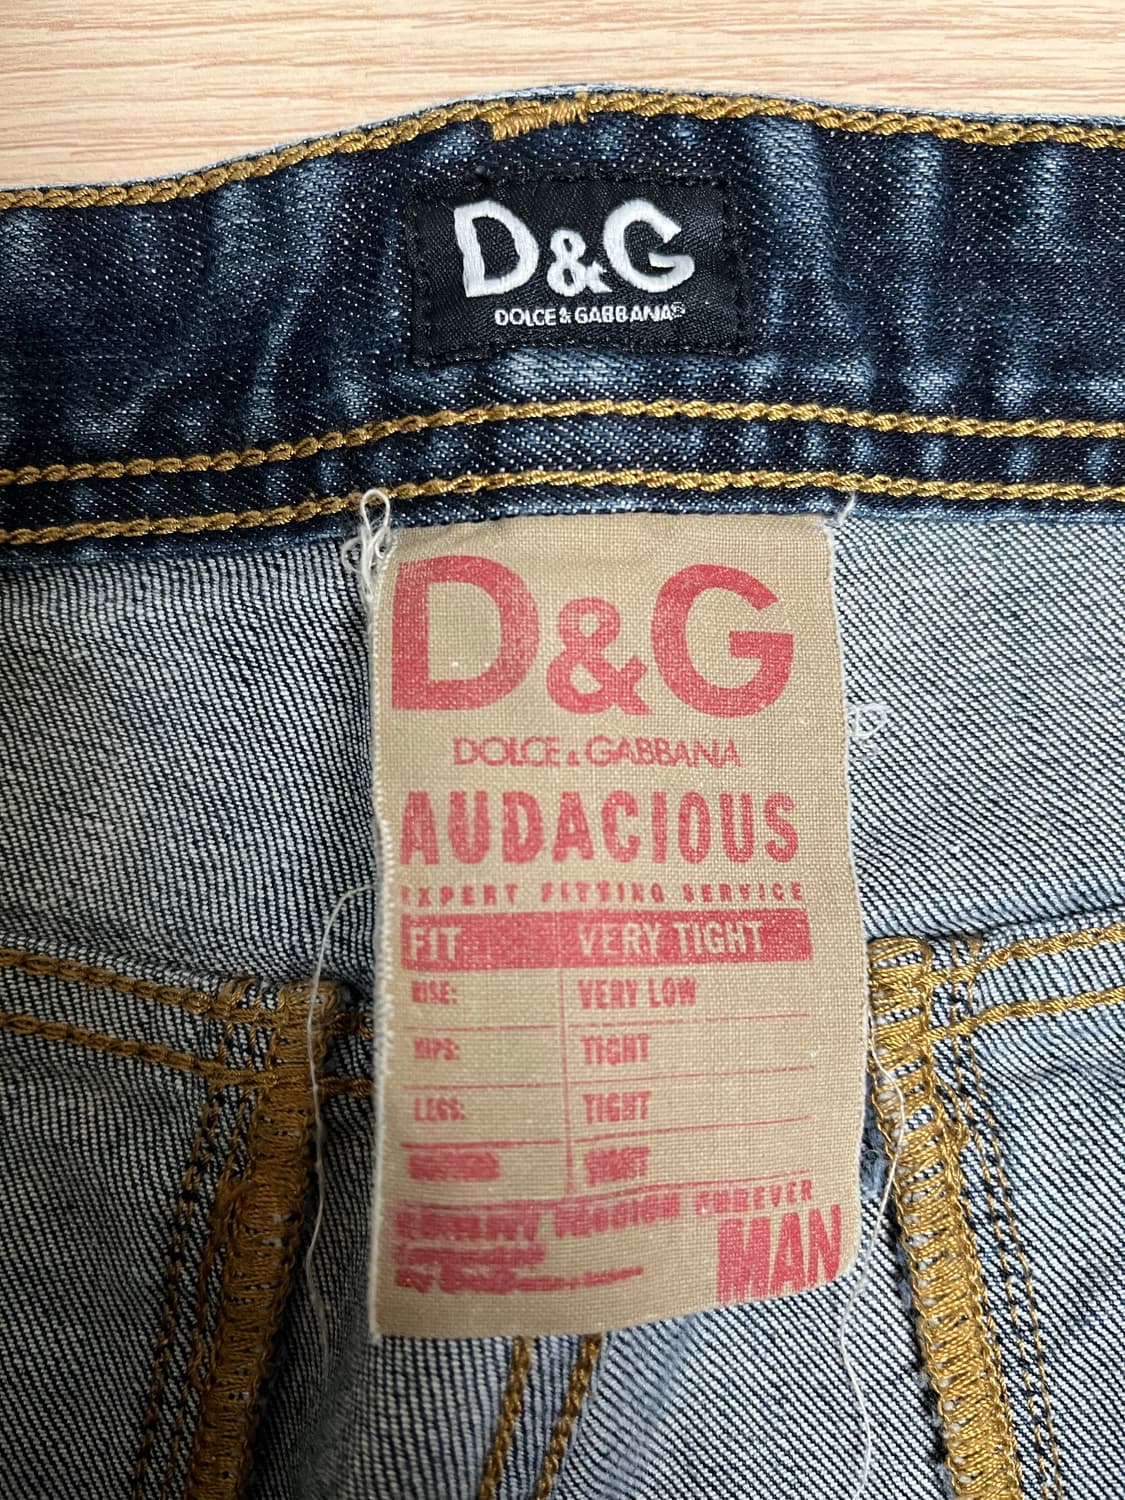 D&G
DOLCE & GABBANA
D&G
DOLCE & GABBANA
AUDACIOUS
EXPERT FITTING SERVICE
FIT VERY TIGHT
RISE: VERY LOW
HIPS: TIGHT
LEGS: TIGHT
FOREVER
MAN